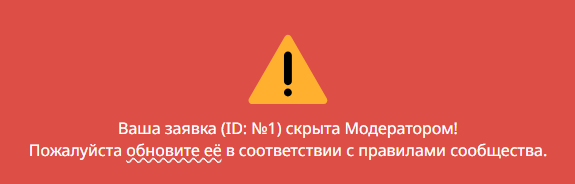 Ваша заявка (ID: №1) скрыта Модератором!
Пожалуйста обновите её в соответствии с правилами сообщества.